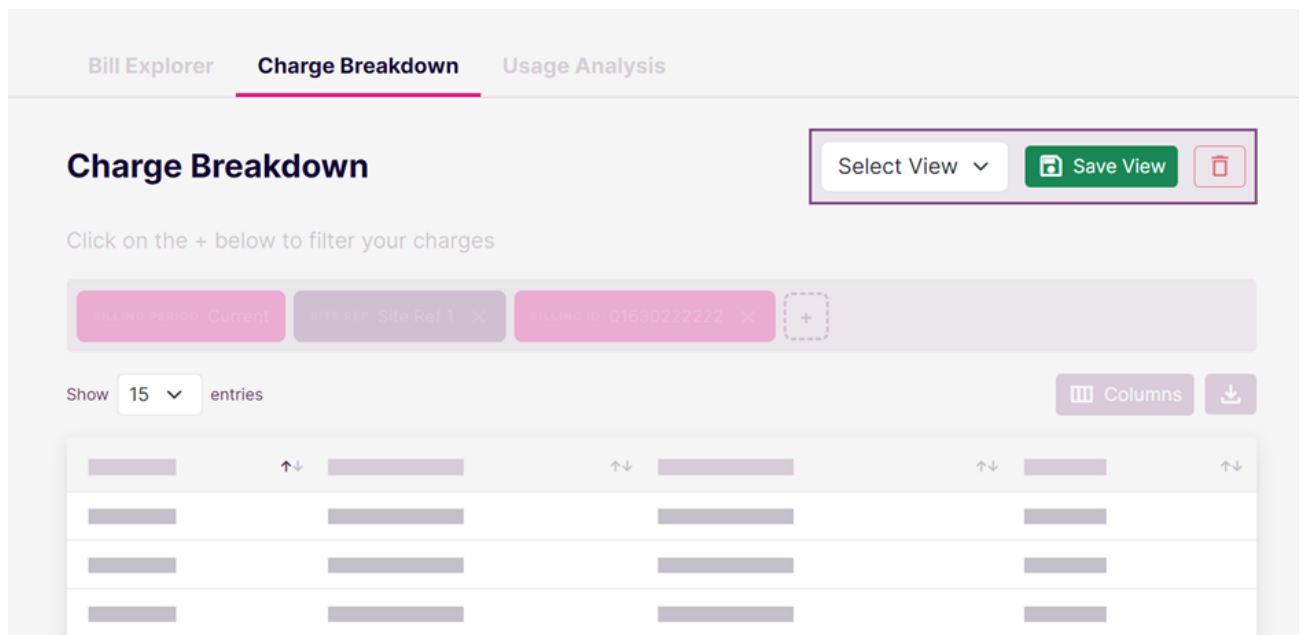 Bill Explorer Charge Breakdown Usage Analysis
Charge Breakdown Select View Save View
Click on the + below to filter your charges
BILLING PERIOD Current SITE REF Site Ref 1 × BILLING ID 01630222222 × +
Show 15 entries Columns